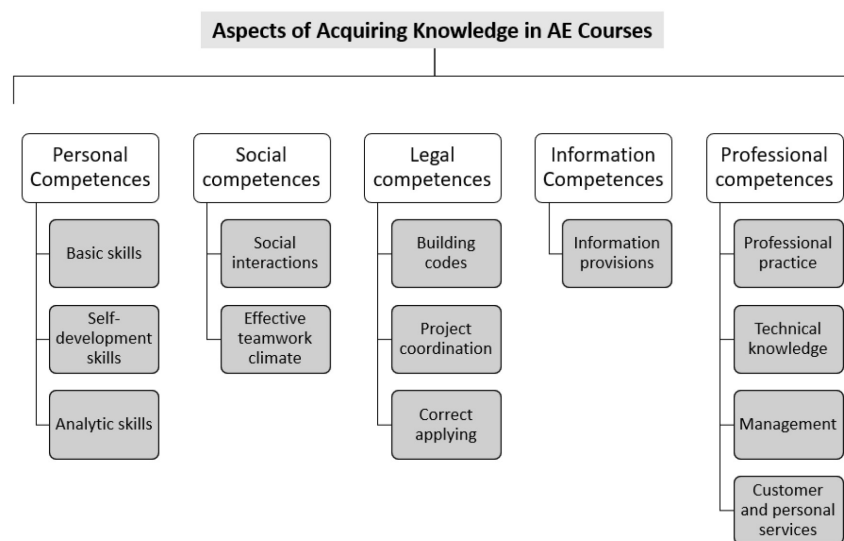 Aspects of Acquiring Knowledge in AE Courses
Personal
Competences
Basic skills
Self-
development
skills
Analytic skills
Social
competences
Social
interactions
Effective
teamwork
climate
Legal
competences
Building
codes
Project
coordination
Correct
applying
Information
Competences
Information
provisions
Professional
competences
Professional
practice
Technical
knowledge
Management
Customer
and personal
services